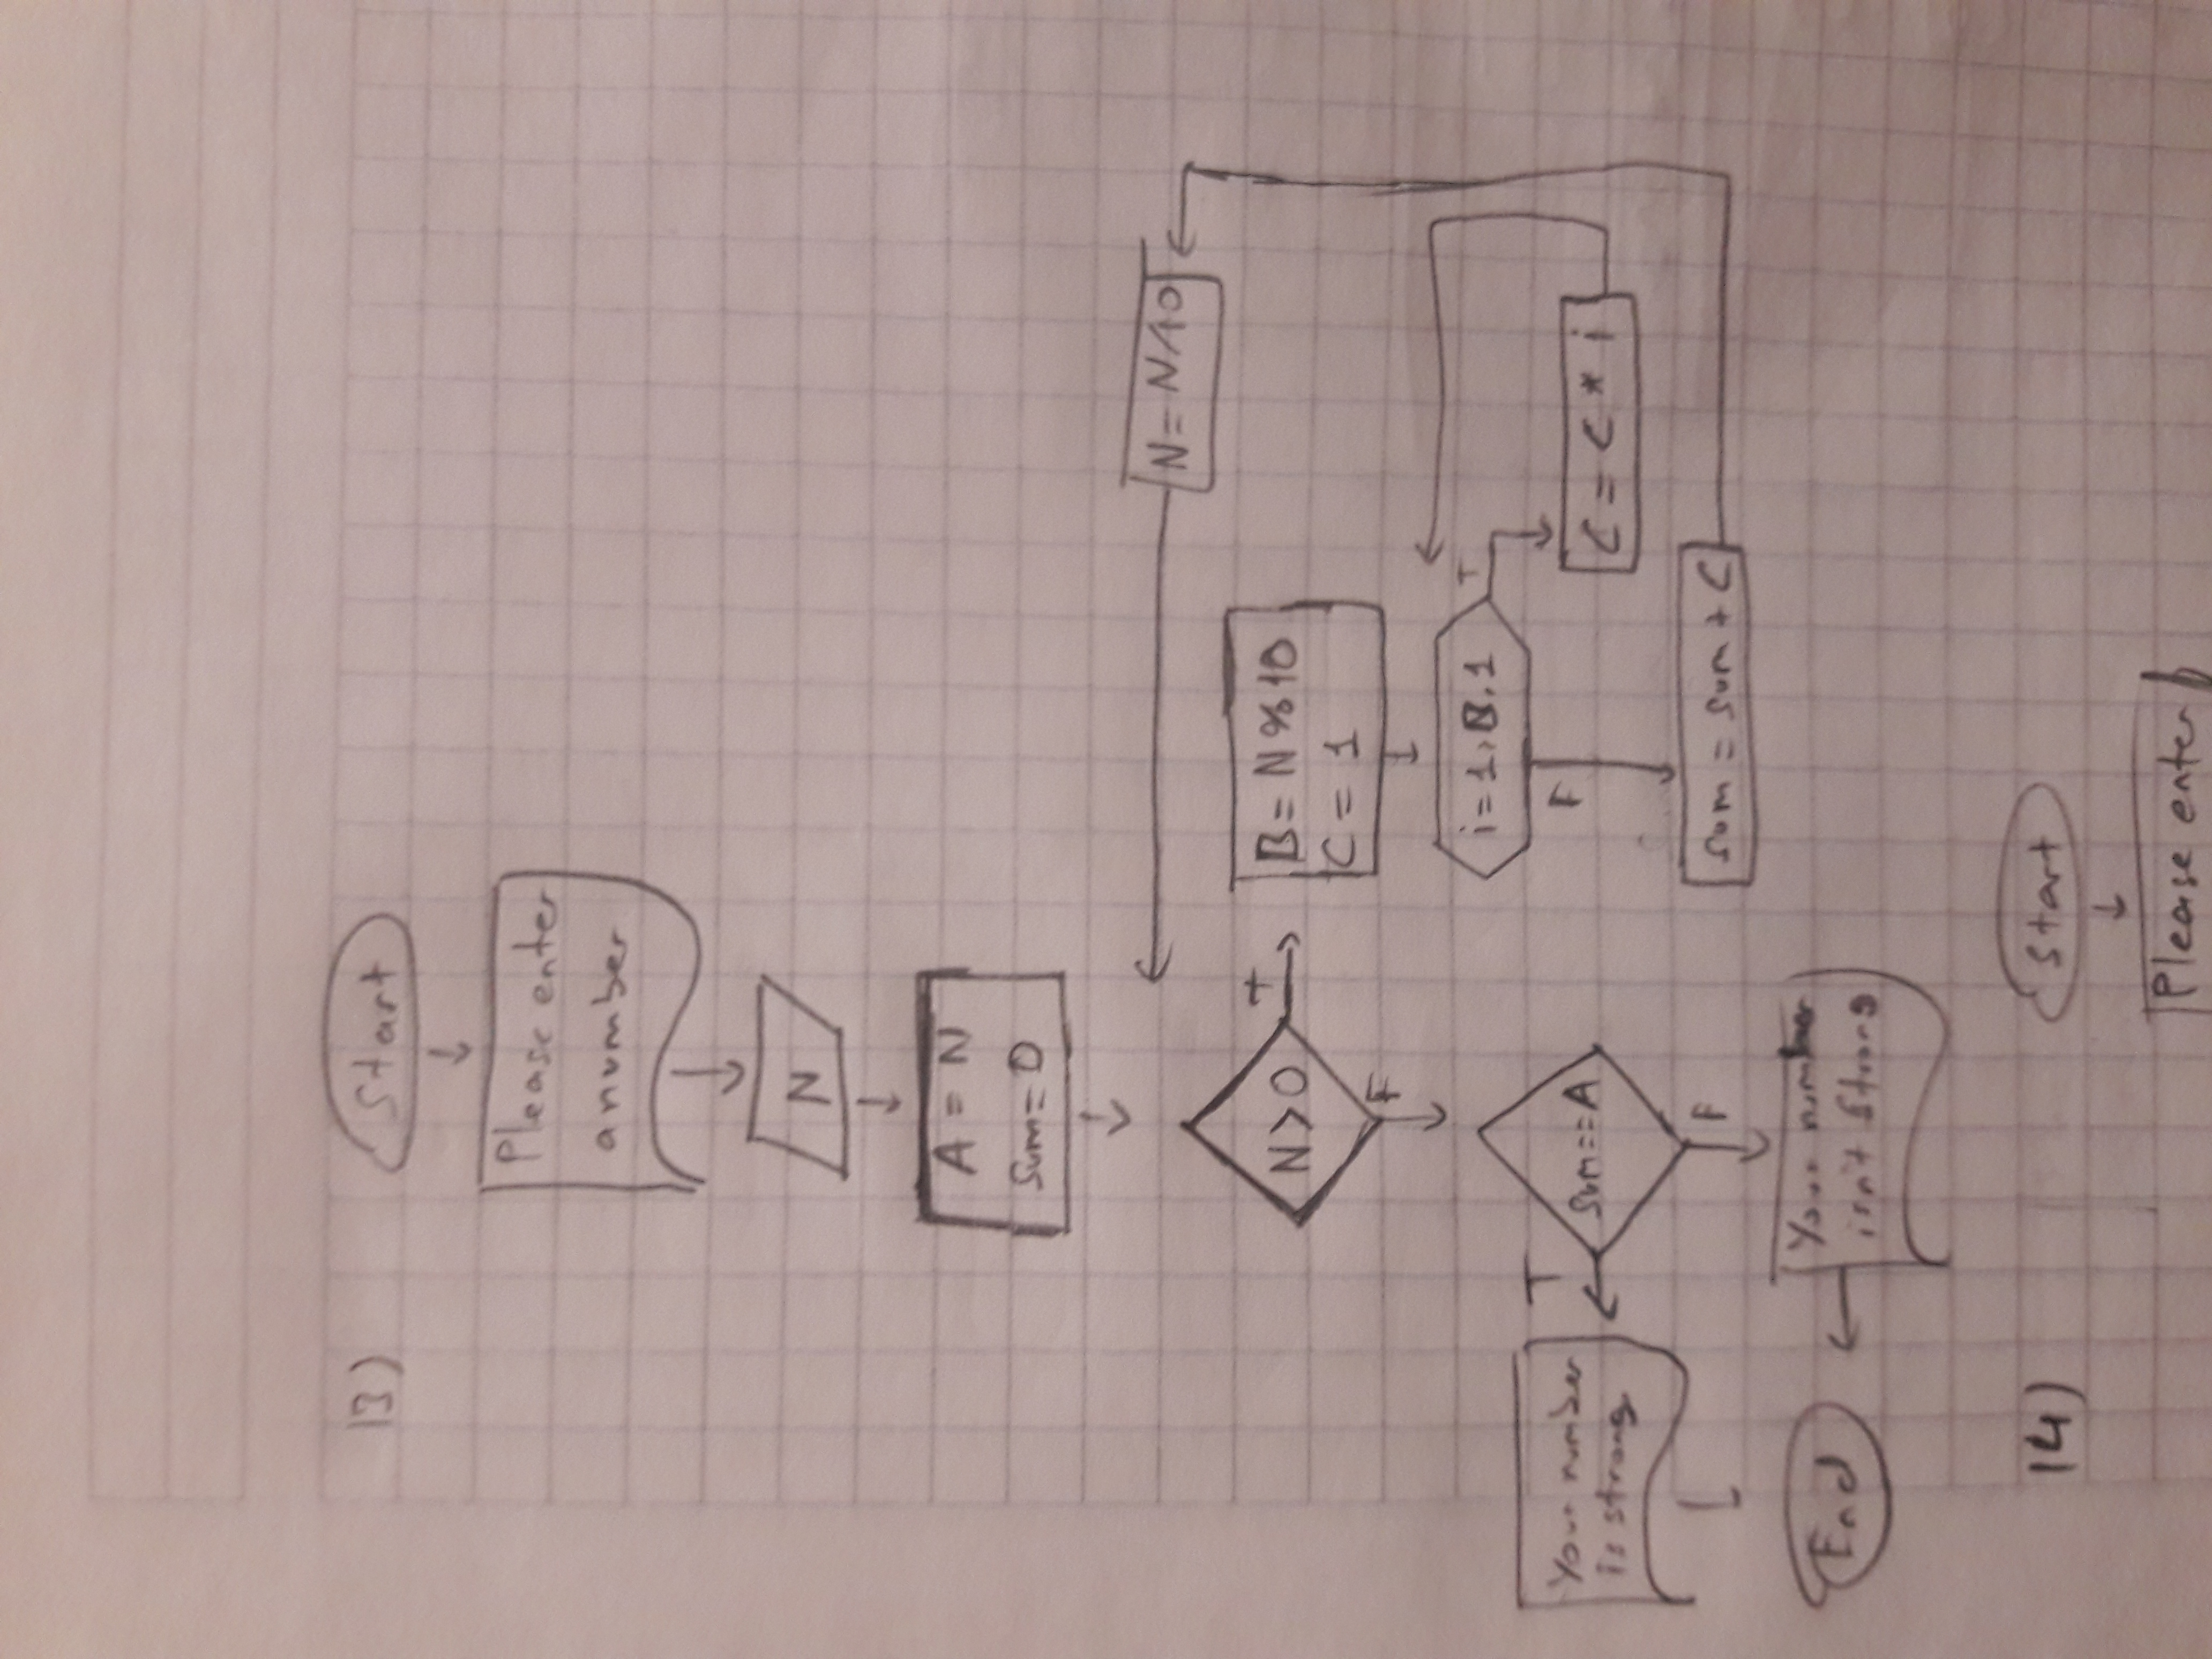 13)
Start
Please enter
a number
N
A = N
Sum = 0
N = N/10
N > 0
T
B = N % 10
C = 1
F
i = 1, B, 1
T
Your number
is strong
T
sum == A
F
C = C * i
F
sum = sum + C
End
Your number
isn't Strong
14)
Start
Please enter